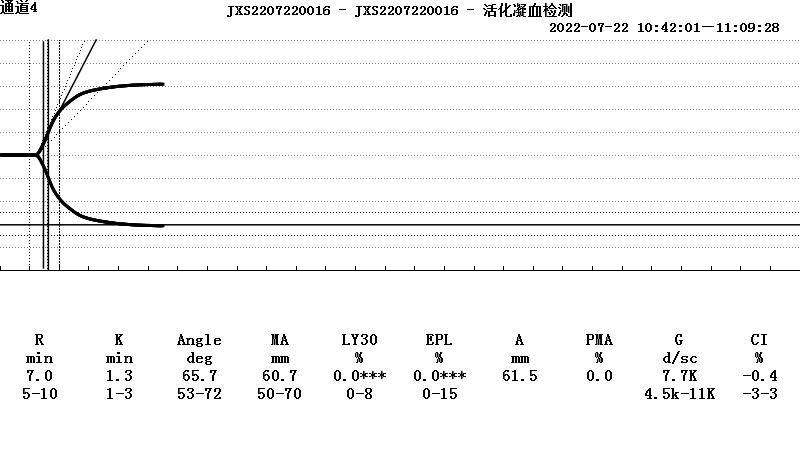 通道4
JXS2207220016 - JXS2207220016 - 活化凝血检测
2022-07-22 10:42:01-11:09:28
R K Angle MA LY30 EPL A PMA G CI
min min deg mm % % mm % d/sc %
7.0 1.3 65.7 60.7 0.0*** 0.0*** 61.5 0.0 7.7K -0.4
5-10 1-3 53-72 50-70 0-8 0-15 4.5k-11K -3-3